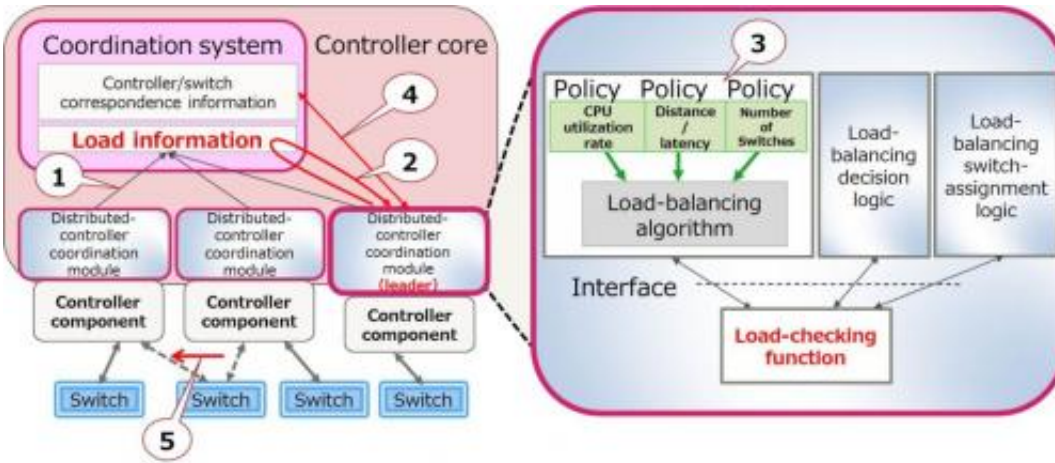 Coordination system
Controller core
Controller/switch
correspondence information
Load information
4
2
1
Distributed-
controller
coordination
module
Distributed-
controller
coordination
module
Distributed-
controller
coordination
module
(leader)
Controller
component
Controller
component
Controller
component
Switch
Switch
Switch
Switch
5
3
Policy Policy Policy
CPU
utilization
rate
Distance
/
latency
Number
of
Switches
Load-balancing
algorithm
Load-
balancing
decision
logic
Load-
balancing
switch-
assignment
logic
Interface
Load-checking
function